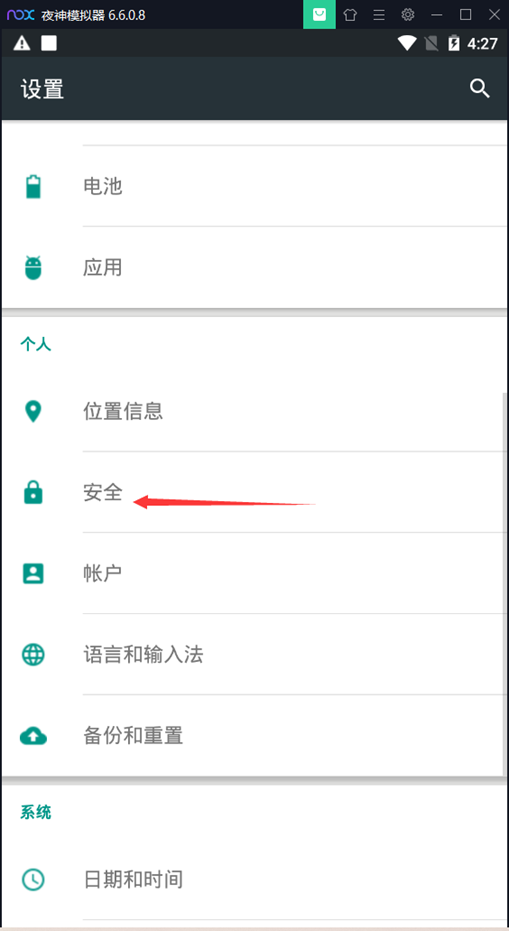 nox 夜神模拟器 6.6.0.8
4:27
设置
电池
应用
个人
位置信息
安全
帐户
语言和输入法
备份和重置
系统
日期和时间